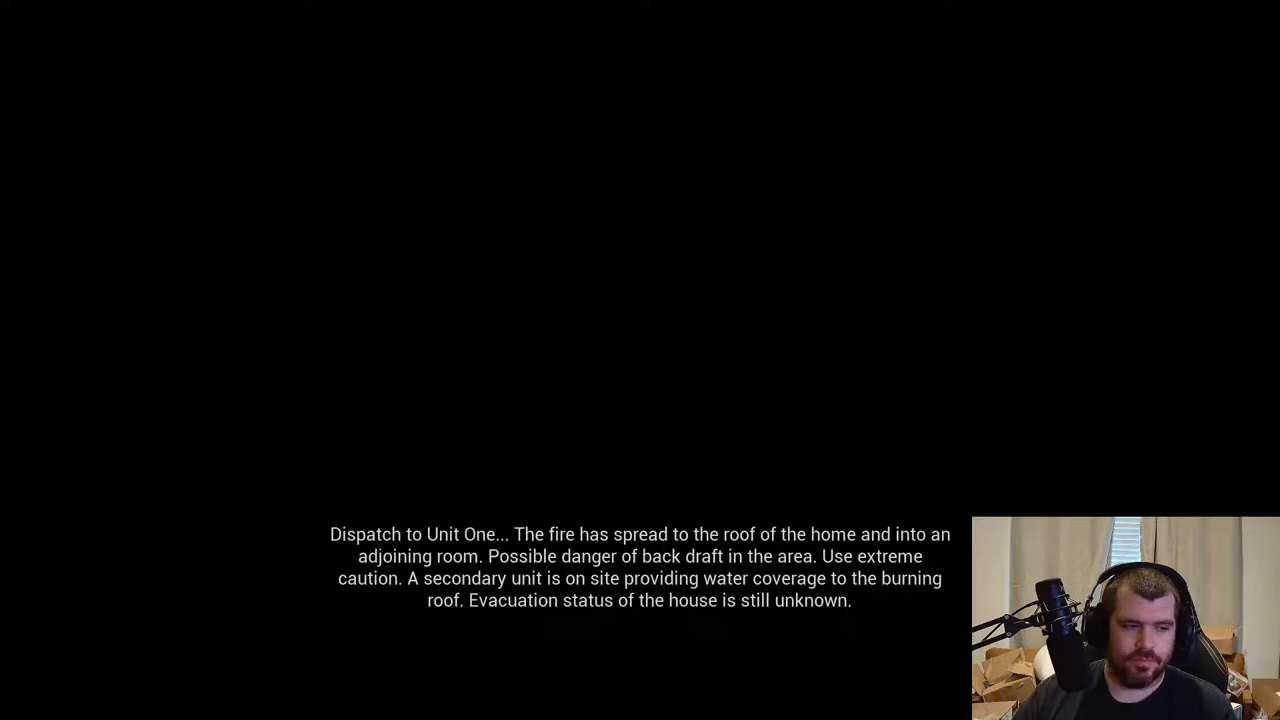 Dispatch to Unit One... The fire has spread to the roof of the home and into an
adjoining room. Possible danger of back draft in the area. Use extreme
caution. A secondary unit is on site providing water coverage to the burning
roof. Evacuation status of the house is still unknown.